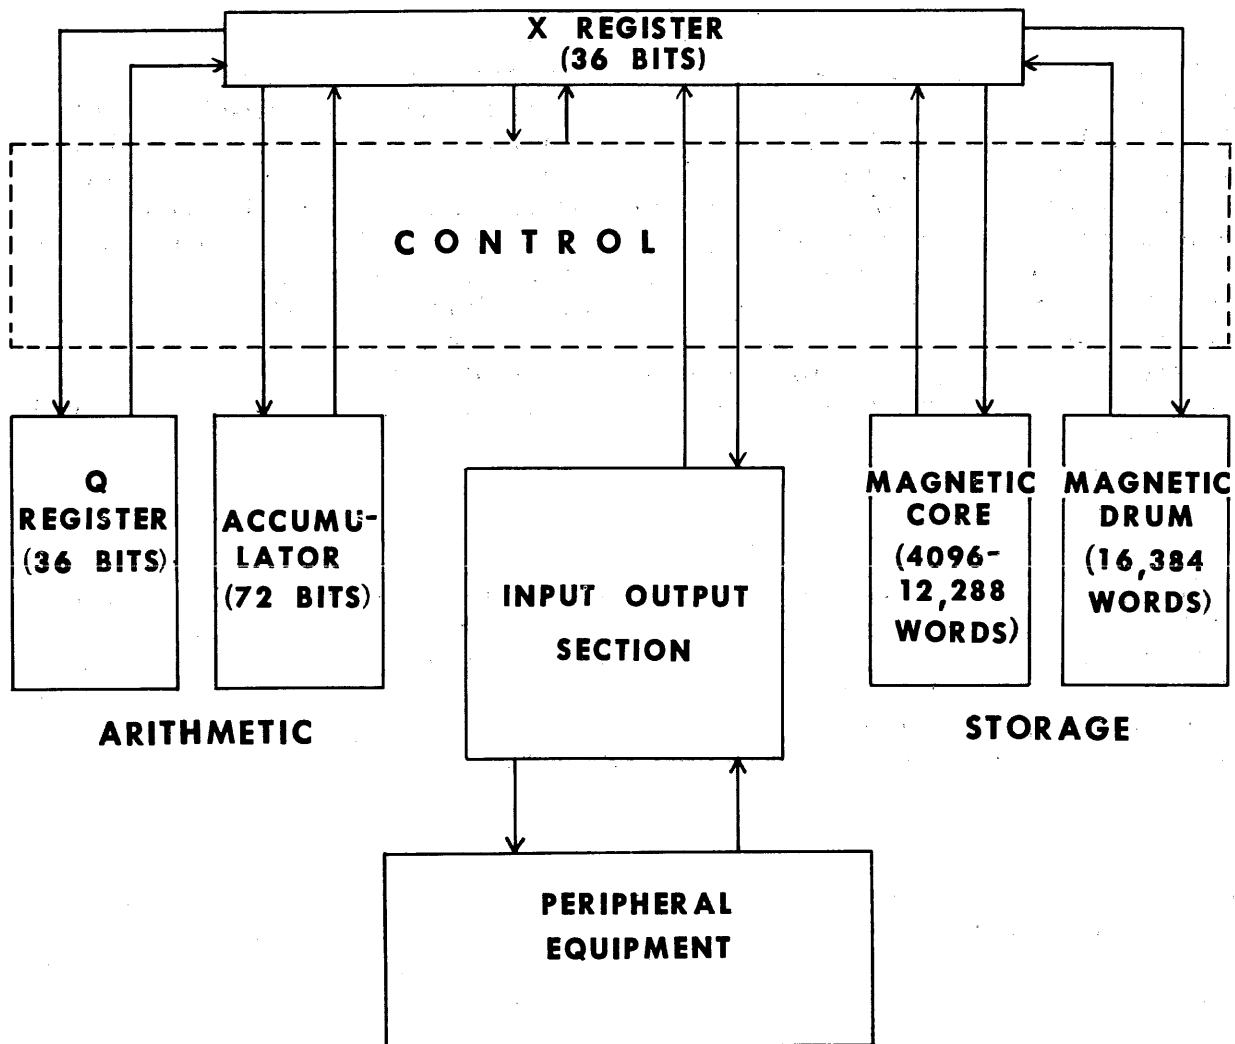 X REGISTER
(36 BITS)
CONTROL
Q
REGISTER
(36 BITS)
ACCUMU-
LATOR
(72 BITS)
INPUT OUTPUT
SECTION
MAGNETIC
CORE
(4096-
12,288
WORDS)
MAGNETIC
DRUM
(16,384
WORDS)
ARITHMETIC
STORAGE
PERIPHERAL
EQUIPMENT